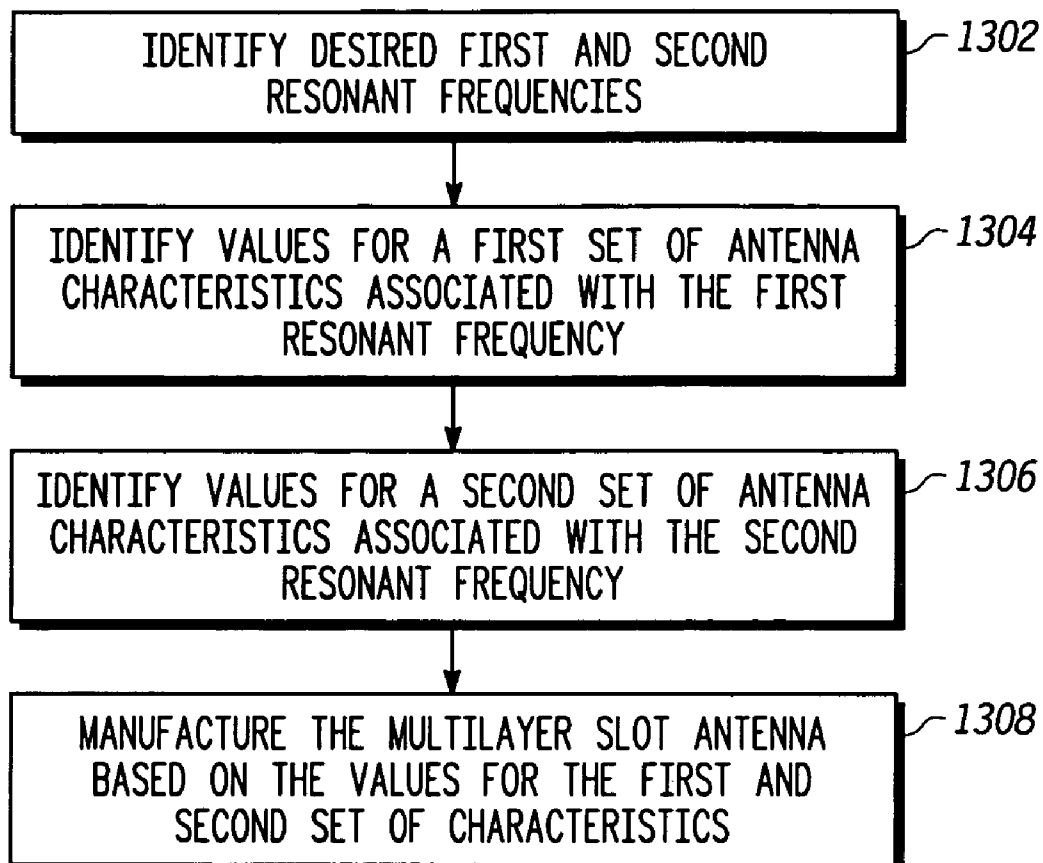 IDENTIFY DESIRED FIRST AND SECOND
RESONANT FREQUENCIES
1302
IDENTIFY VALUES FOR A FIRST SET OF ANTENNA
CHARACTERISTICS ASSOCIATED WITH THE FIRST
RESONANT FREQUENCY
1304
IDENTIFY VALUES FOR A SECOND SET OF ANTENNA
CHARACTERISTICS ASSOCIATED WITH THE SECOND
RESONANT FREQUENCY
1306
MANUFACTURE THE MULTILAYER SLOT ANTENNA
BASED ON THE VALUES FOR THE FIRST AND
SECOND SET OF CHARACTERISTICS
1308